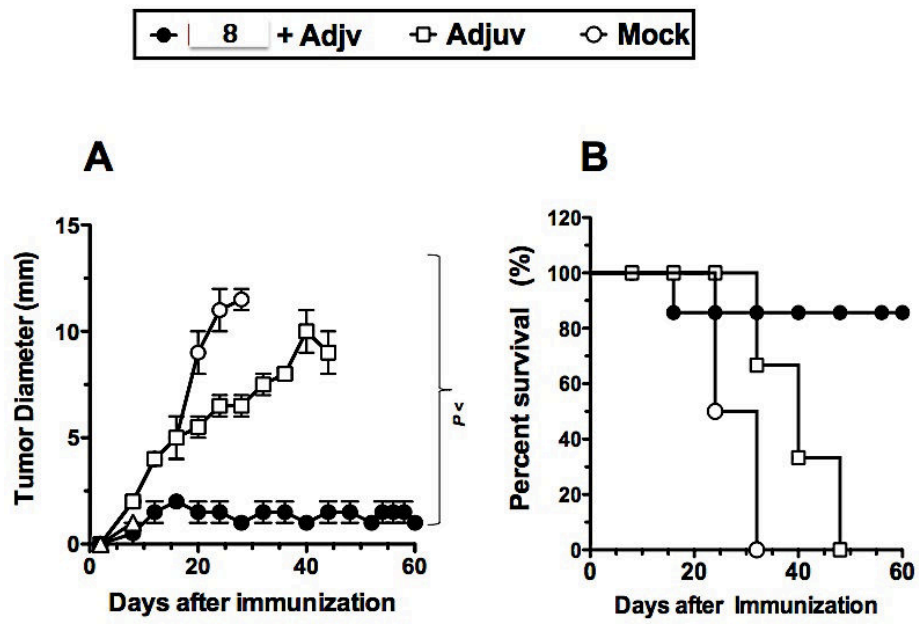 8 + Adjv Adjuv Mock
A
B
15
10
5
0
Tumor Diameter (mm)
0 20 40 60
Days after immunization
P <
120
100
80
60
40
20
0
Percent survival (%)
0 20 40 60
Days after Immunization